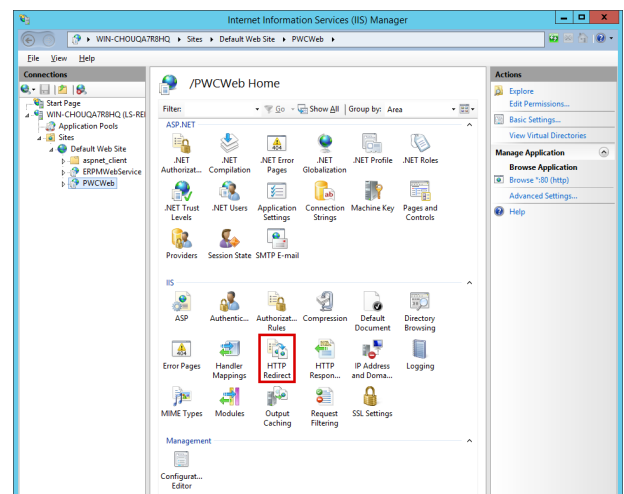 Internet Information Services (IIS) Manager
WIN-CHOUQA7R8HQ
Sites
Default Web Site
PWCWeb
File View Help
Connections
Start Page
WIN-CHOUQA7R8HQ (LS-REI
Application Pools
Sites
Default Web Site
aspnet_client
ERPMWebService
PWCWeb
/PWCWeb Home
Filter: Go Show All Group by: Area
ASP.NET
.NET Authorizat...
.NET Compilation
.NET Error Pages
.NET Globalization
.NET Profile
.NET Roles
.NET Trust Levels
.NET Users
Application Settings
Connection Strings
Machine Key
Pages and Controls
Providers
Session State
SMTP E-mail
IIS
ASP
Authentic...
Authorizat... Rules
Compression
Default Document
Directory Browsing
Error Pages
Handler Mappings
HTTP Redirect
HTTP Respon...
IP Address and Doma...
Logging
MIME Types
Modules
Output Caching
Request Filtering
SSL Settings
Management
Configurat... Editor
Actions
Explore
Edit Permissions...
Basic Settings...
View Virtual Directories
Manage Application
Browse Application
Browse *:80 (http)
Advanced Settings...
Help